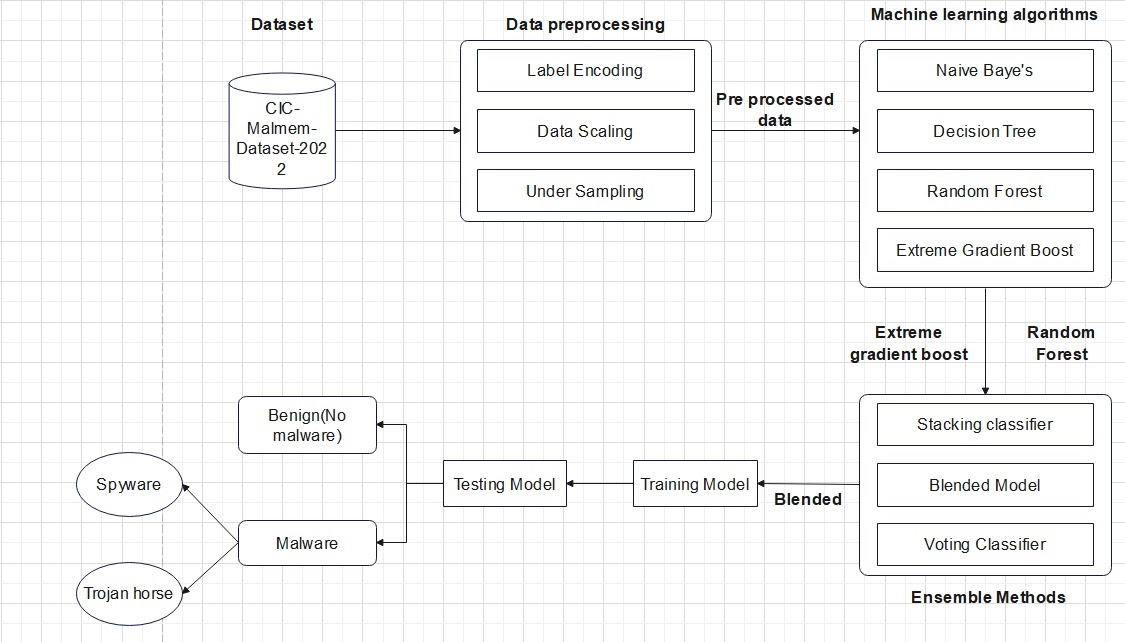 Dataset
CIC-
Malmem-
Dataset-202
2
Data preprocessing
Label Encoding
Data Scaling
Under Sampling
Pre processed
data
Machine learning algorithms
Naive Baye's
Decision Tree
Random Forest
Extreme Gradient Boost
Extreme
gradient boost
Random
Forest
Stacking classifier
Blended Model
Voting Classifier
Ensemble Methods
Blended
Training Model
Testing Model
Benign(No
malware)
Malware
Spyware
Trojan horse